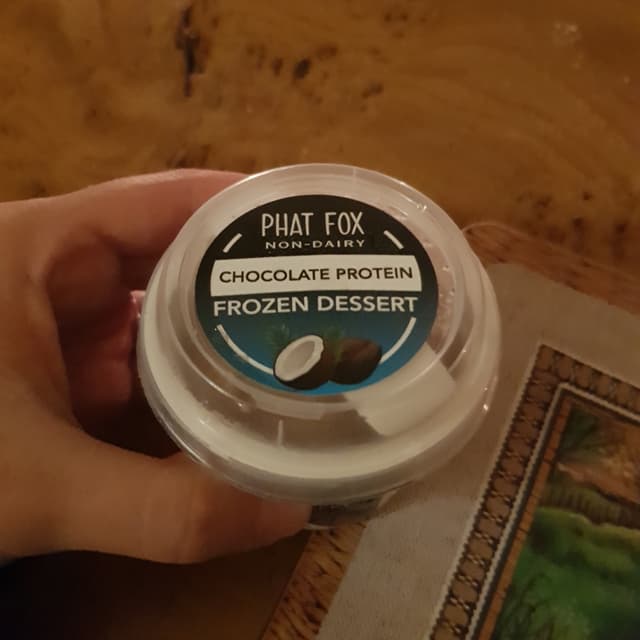 PHAT FOX
NON-DAIRY
CHOCOLATE PROTEIN
FROZEN DESSERT